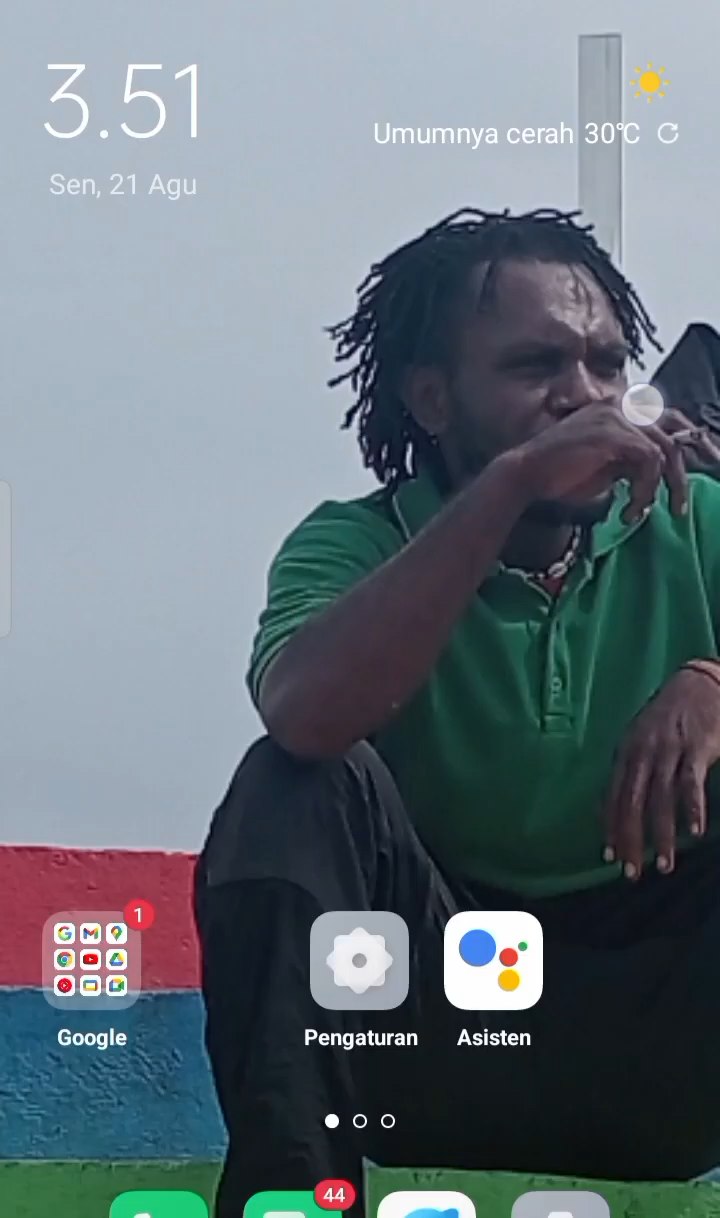 3.51
Umumnya cerah 30°C
Sen, 21 Agu
1
Google
Pengaturan
Asisten
44